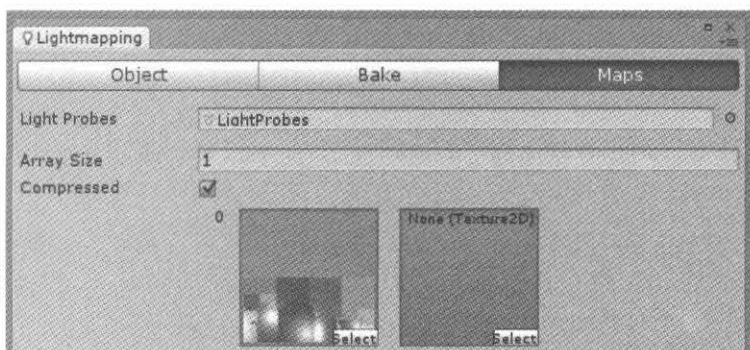 Lightmapping
Object Bake Maps
Light Probes LightProbes
Array Size 1
Compressed
0 None (Texture2D)
Select Select